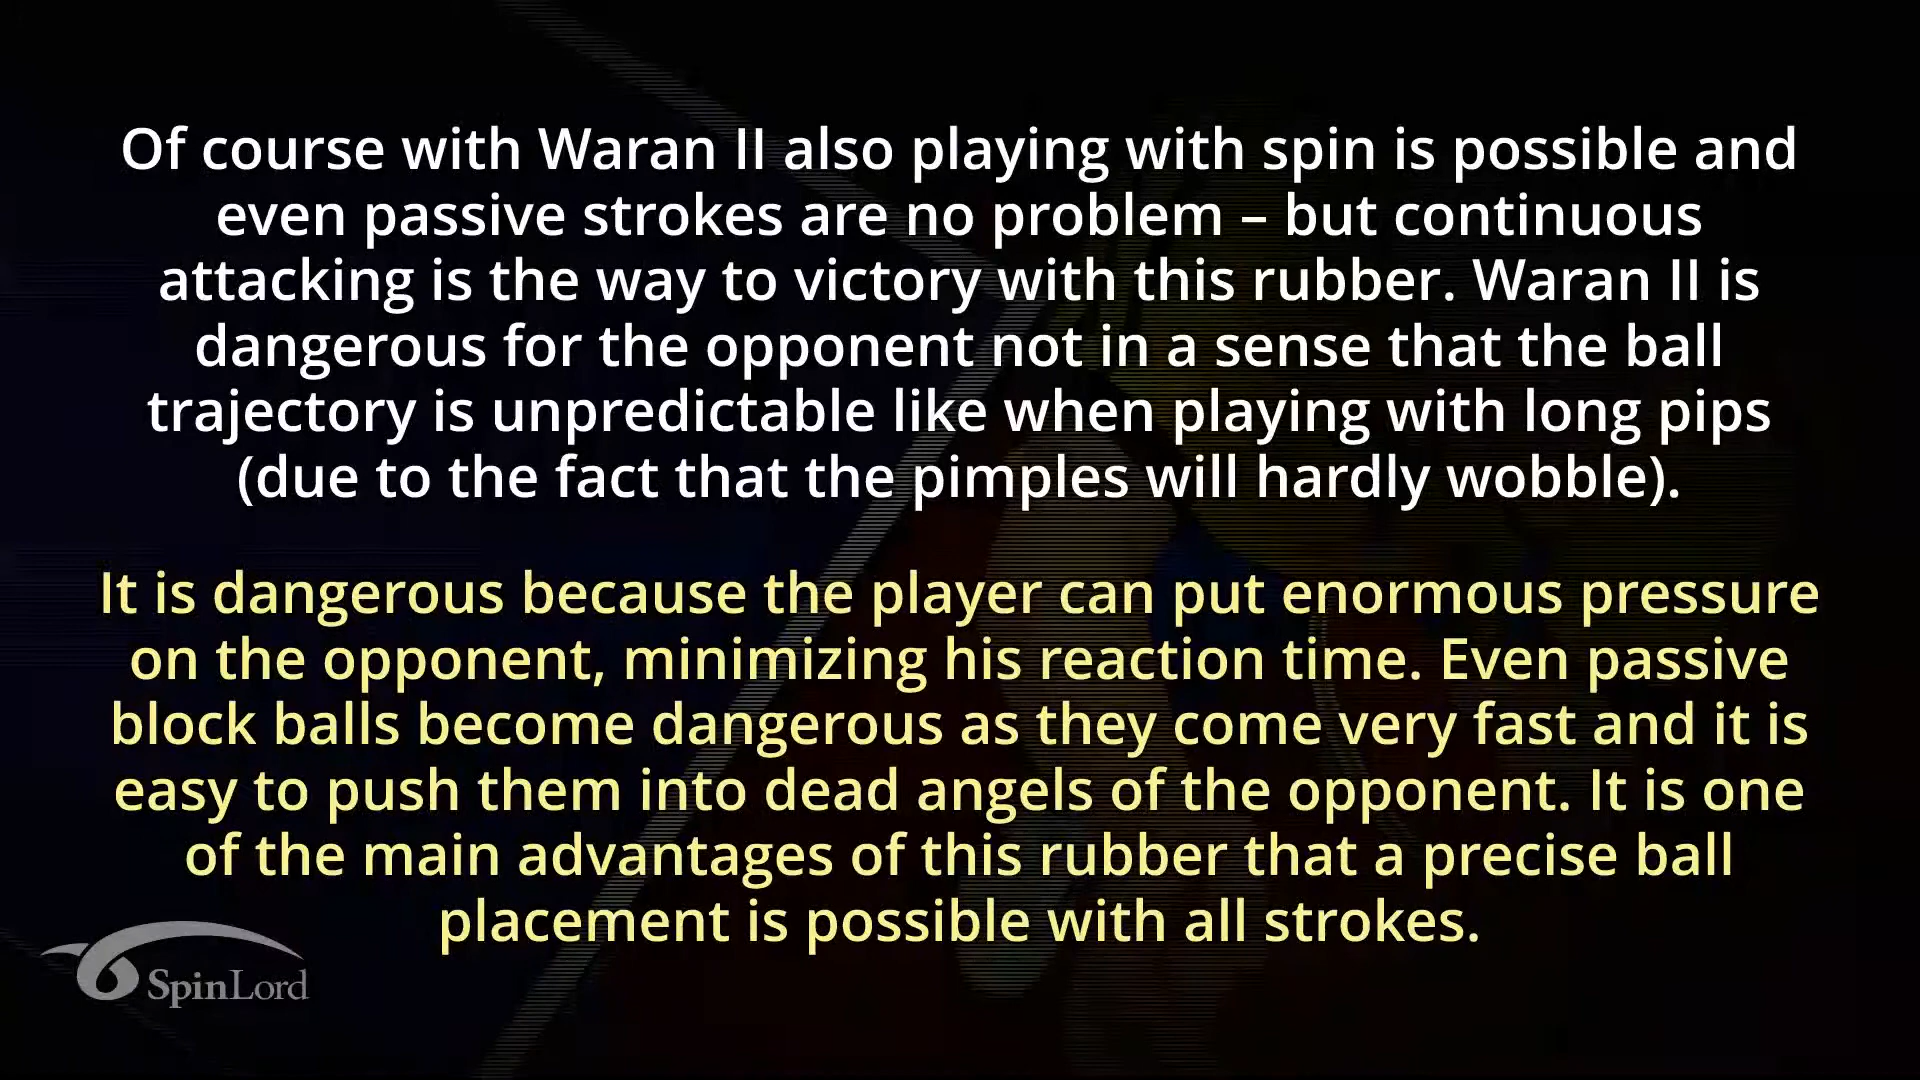 Of course with Waran II also playing with spin is possible and
even passive strokes are no problem – but continuous
attacking is the way to victory with this rubber. Waran II is
dangerous for the opponent not in a sense that the ball
trajectory is unpredictable like when playing with long pips
(due to the fact that the pimples will hardly wobble).
It is dangerous because the player can put enormous pressure
on the opponent, minimizing his reaction time. Even passive
block balls become dangerous as they come very fast and it is
easy to push them into dead angels of the opponent. It is one
of the main advantages of this rubber that a precise ball
placement is possible with all strokes.
SpinLord